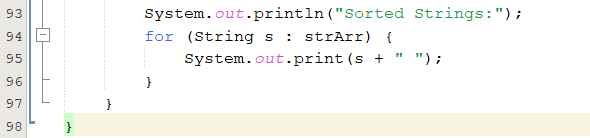 93 System.out.println("Sorted Strings:");
94 for (String s : strArr) {
95 System.out.print(s + " ");
96 }
97 }
98 }